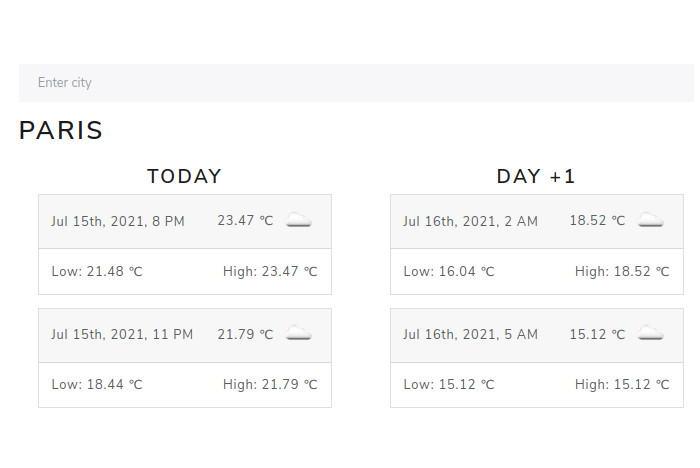 Enter city
PARIS
TODAY
Jul 15th, 2021, 8 PM 23.47 ℃
Low: 21.48 ℃ High: 23.47 ℃
Jul 15th, 2021, 11 PM 21.79 ℃
Low: 18.44 ℃ High: 21.79 ℃
DAY +1
Jul 16th, 2021, 2 AM 18.52 ℃
Low: 16.04 ℃ High: 18.52 ℃
Jul 16th, 2021, 5 AM 15.12 ℃
Low: 15.12 ℃ High: 15.12 ℃